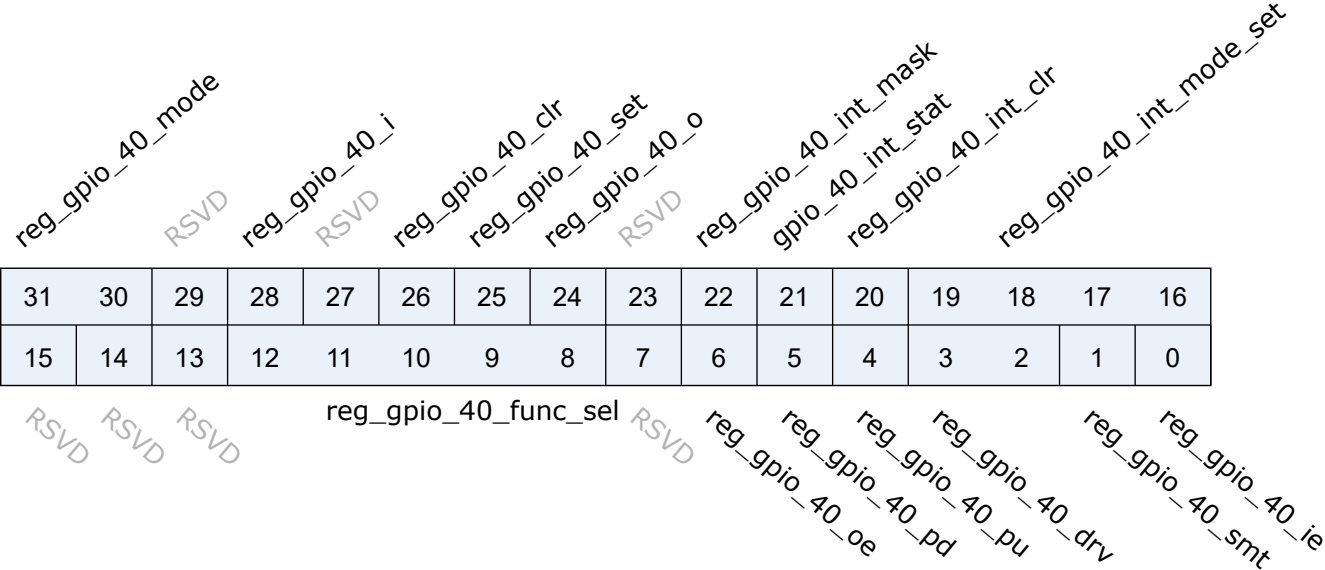 reg_gpio_40_mode
RSVD
reg_gpio_40_i
RSVD
reg_gpio_40_clr
reg_gpio_40_set
reg_gpio_40_o
RSVD
reg_gpio_40_int_mask
gpio_40_int_stat
reg_gpio_40_int_clr
reg_gpio_40_int_mode_set
31 30 29 28 27 26 25 24 23 22 21 20 19 18 17 16
15 14 13 12 11 10 9 8 7 6 5 4 3 2 1 0
RSVD
RSVD
RSVD
reg_gpio_40_func_sel
RSVD
reg_gpio_40_oe
reg_gpio_40_pd
reg_gpio_40_pu
reg_gpio_40_drv
reg_gpio_40_smt
reg_gpio_40_ie